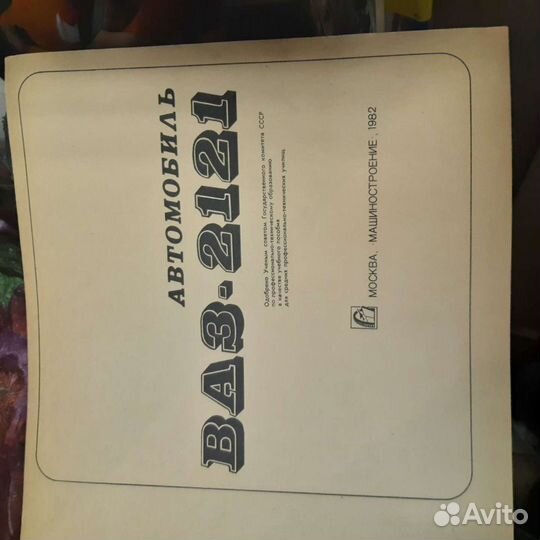 АВТОМОБИЛЬ
ВАЗ-2121
Одобрено Ученым советом Государственного комитета СССР
по профессионально-техническому образованию
в качестве учебного пособия
для средних профессионально-технических училищ
МОСКВА, МАШИНОСТРОЕНИЕ, 1982
Avito